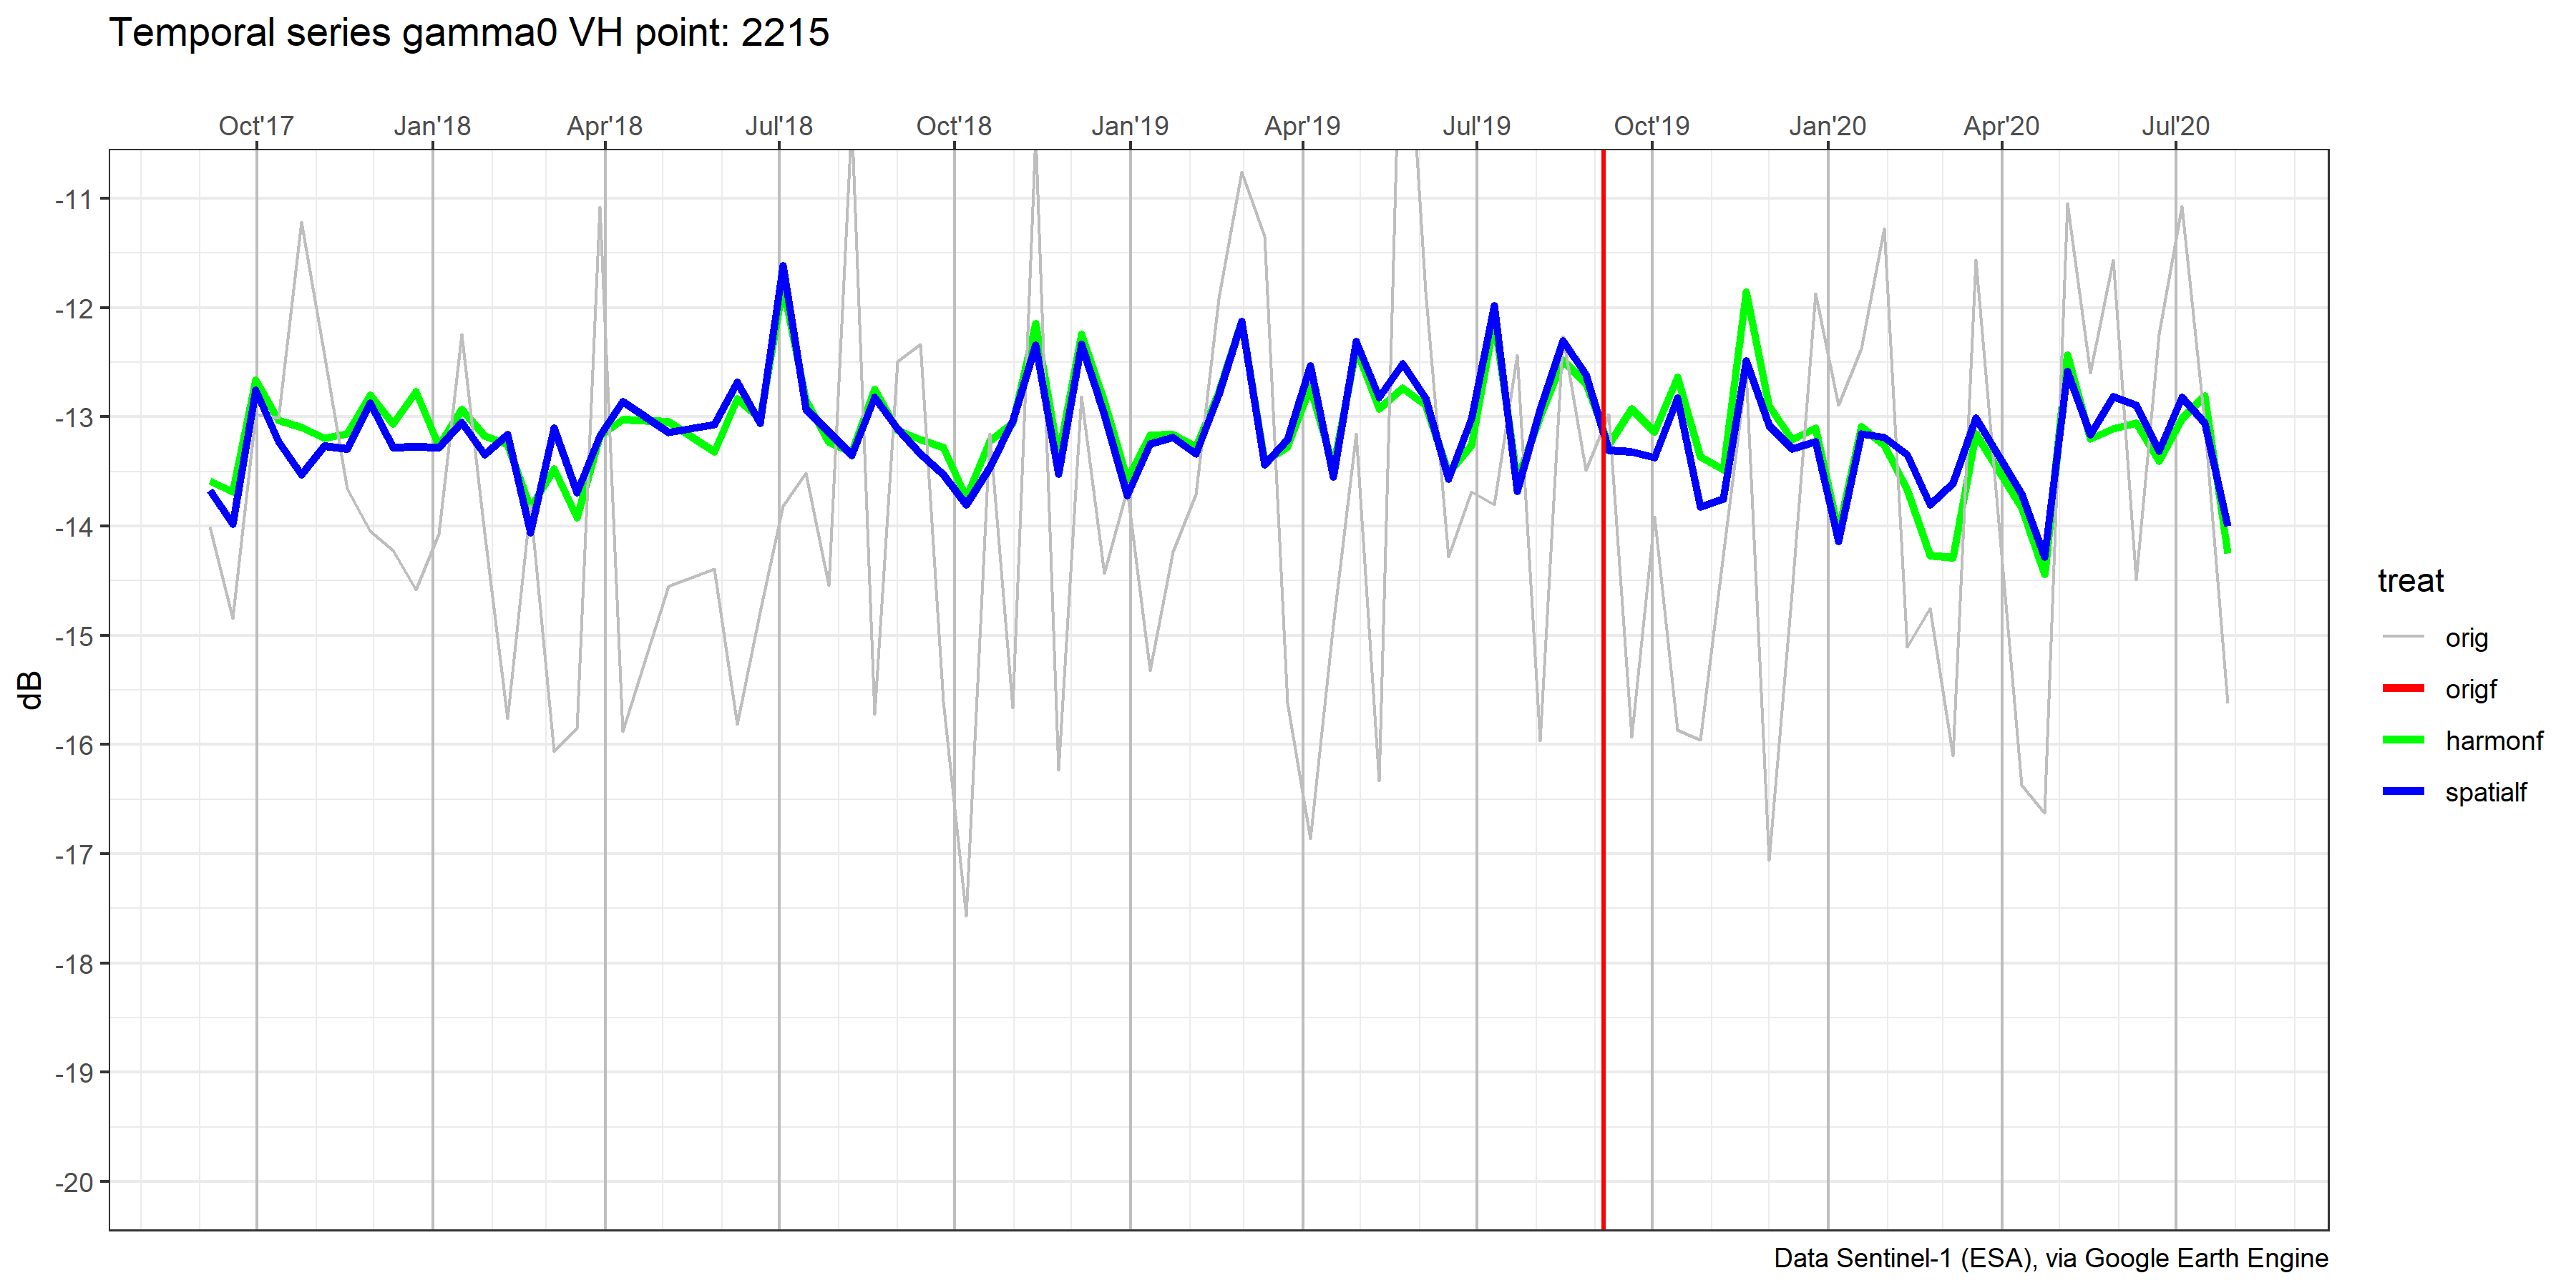 Temporal series gamma0 VH point: 2215
Oct'17 Jan'18 Apr'18 Jul'18 Oct'18 Jan'19 Apr'19 Jul'19 Oct'19 Jan'20 Apr'20 Jul'20
-11
-12
-13
-14
-15
-16
-17
-18
-19
-20
dB
treat
orig
origf
harmonf
spatialf
Data Sentinel-1 (ESA), via Google Earth Engine